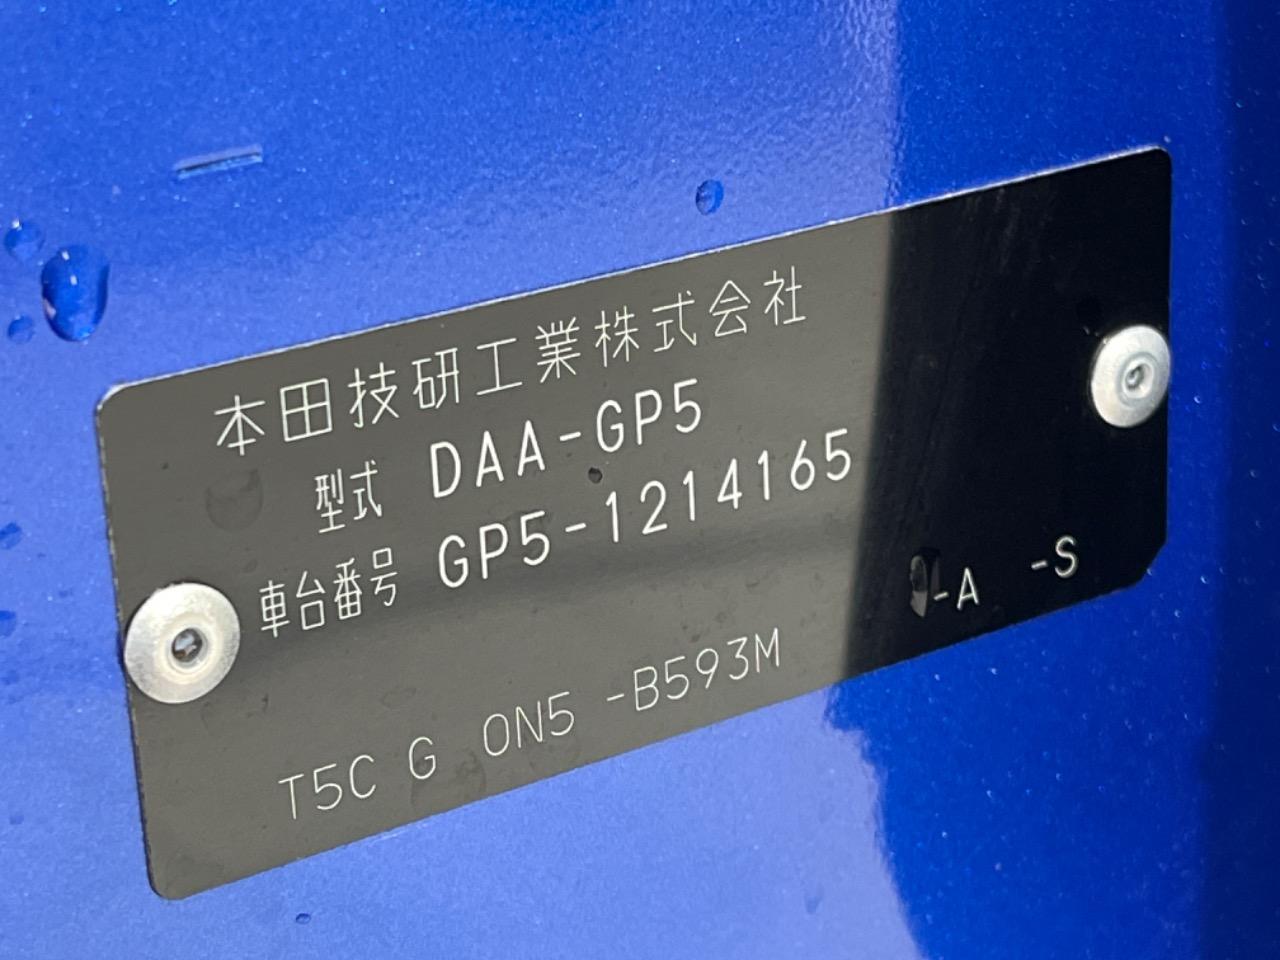 本田技研工業株式会社
型式 DAA-GP5
車台番号 GP5-1214165
-A -S
T5C G 0N5 -B593M